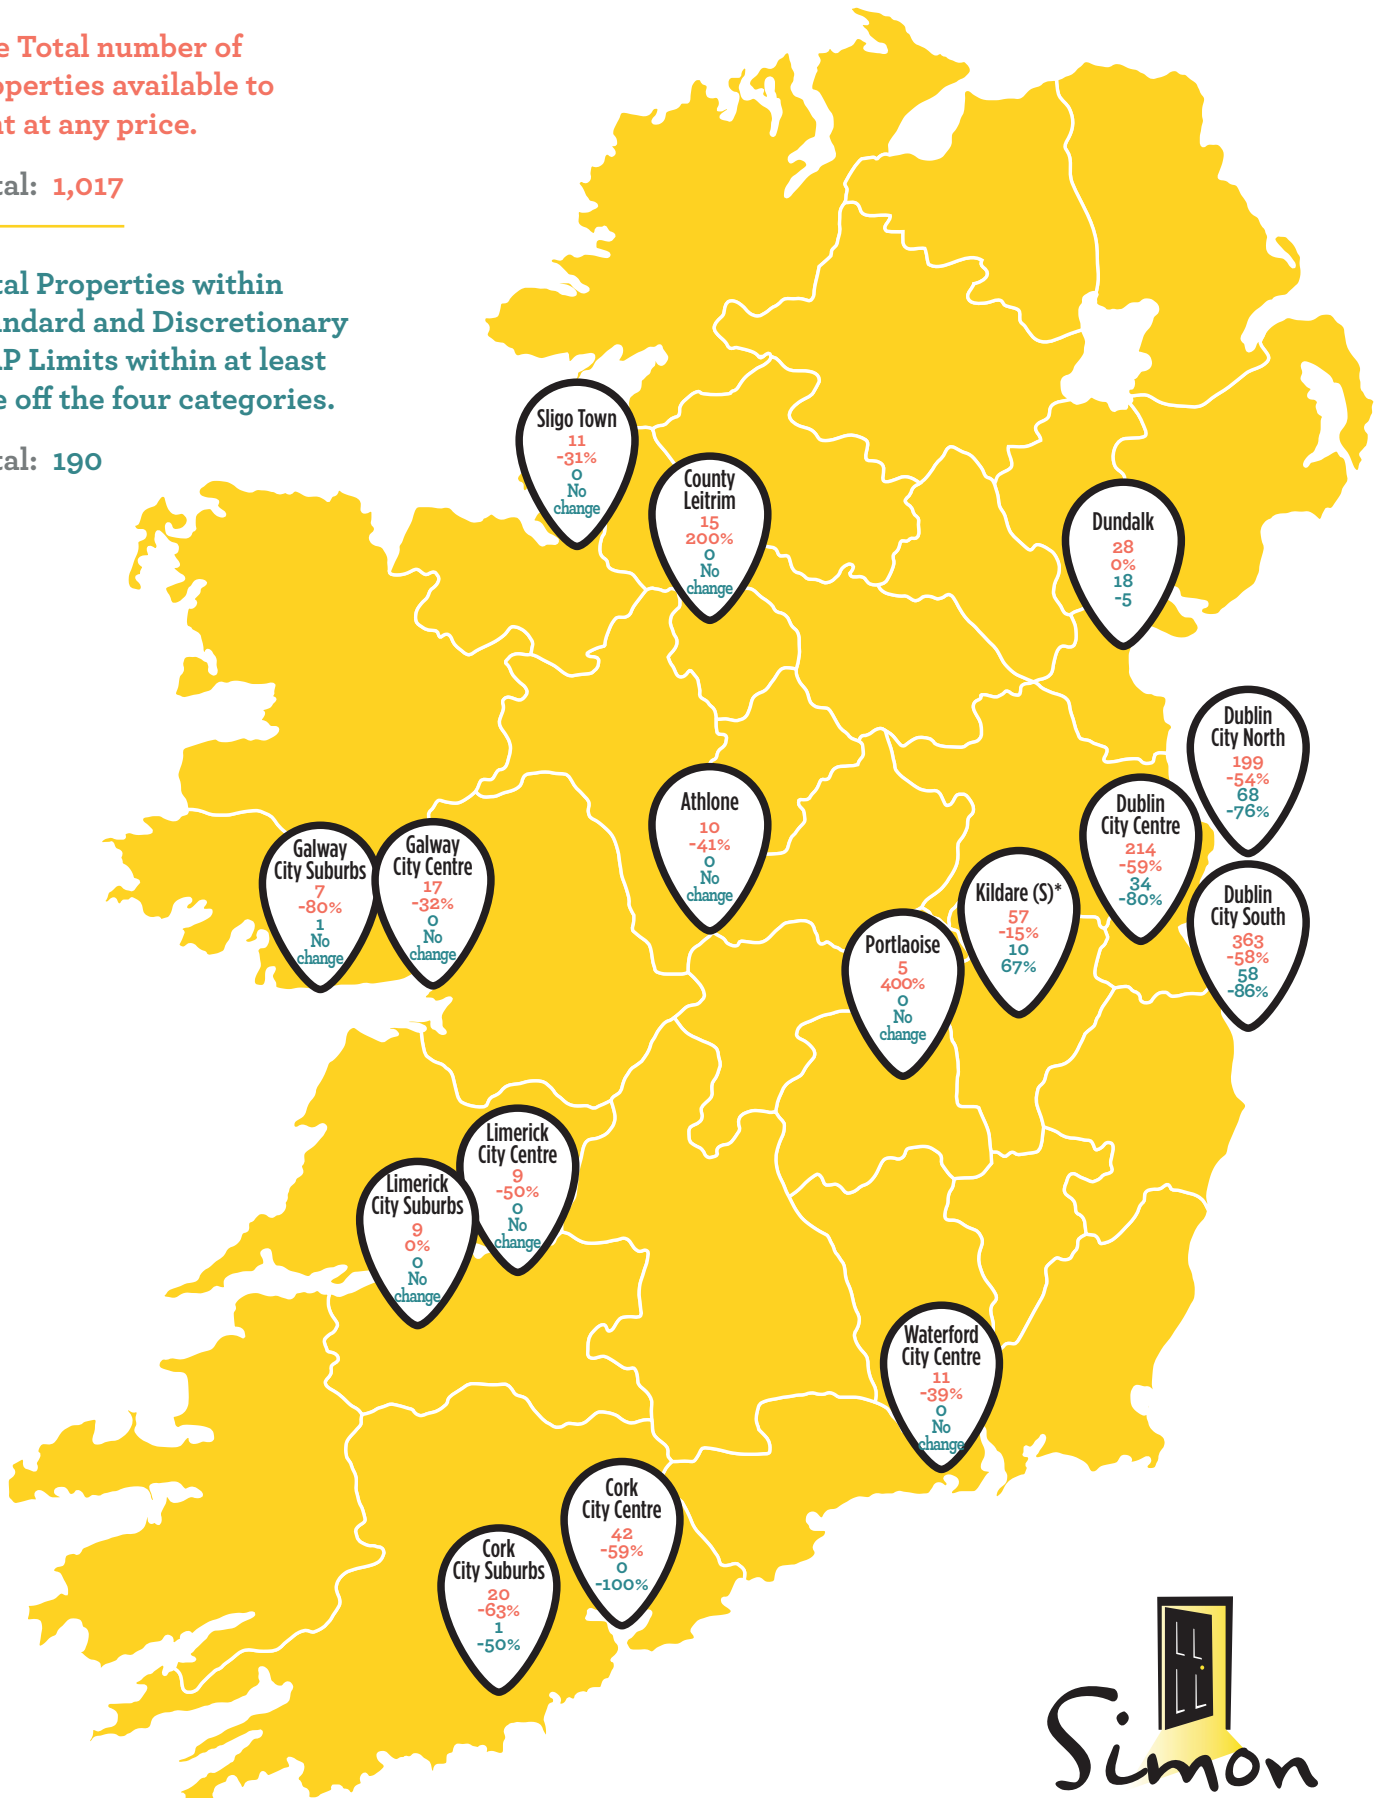 e Total number of
operties available to
nt at any price.
tal: 1,017
tal Properties within
andard and Discretionary
AP Limits within at least
e off the four categories.
tal: 190
Sligo Town
11
-31%
0
No
change
County
Leitrim
15
200%
0
No
change
Dundalk
28
0%
18
-5
Dublin
City North
199
-54%
68
-76%
Dublin
City Centre
214
-59%
34
-80%
Dublin
City South
363
-58%
58
-86%
Athlone
10
-41%
0
No
change
Galway
City Suburbs
7
-80%
1
No
change
Galway
City Centre
17
-32%
0
No
change
Kildare (S)*
57
-15%
10
67%
Portlaoise
5
400%
0
No
change
Limerick
City Centre
9
-50%
0
No
change
Limerick
City Suburbs
9
0%
0
No
change
Waterford
City Centre
11
-39%
0
No
change
Cork
City Centre
42
-59%
0
-100%
Cork
City Suburbs
20
-63%
1
-50%
Simon